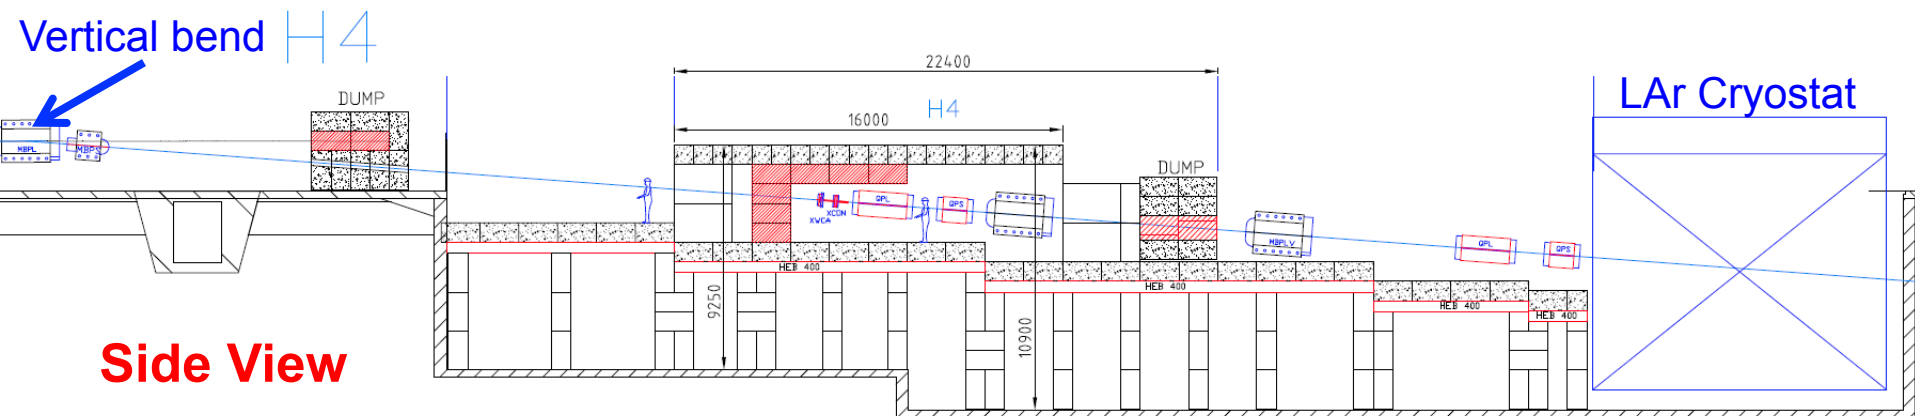 Vertical bend
H4
DUMP
MBPL
MBPS
22400
16000
H4
DUMP
LAr Cryostat
XWCA
XCON
QPL
QPS
MBPLV
QPL
QPS
HEB 400
HEB 400
HEB 400
HEB 400
9250
10900
Side View